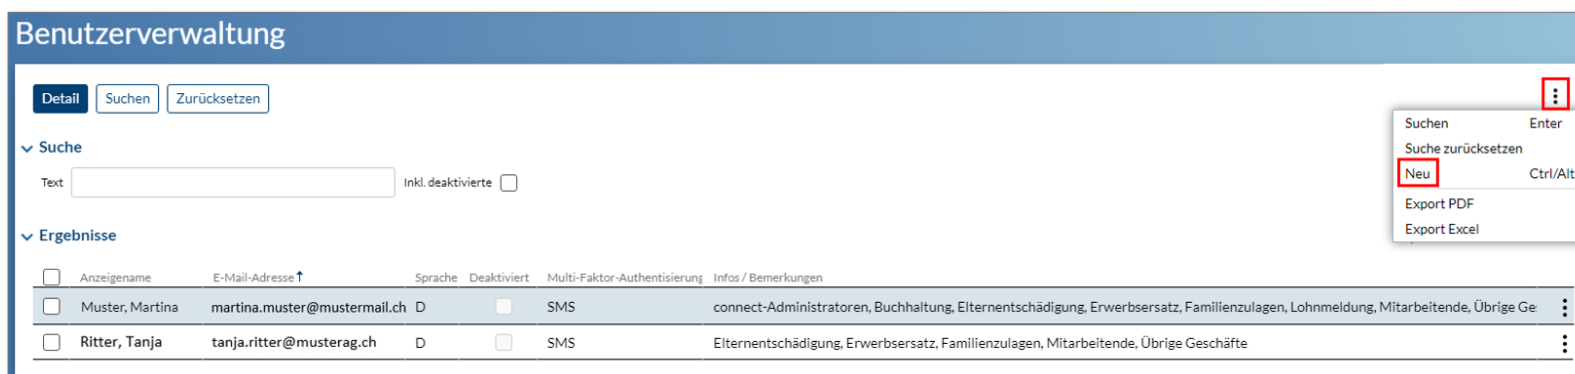 Benutzerverwaltung
Detail Suchen Zurücksetzen
Suchen Enter
Suche zurücksetzen
Neu Ctrl/Alt
Export PDF
Export Excel
Suche
Text Inkl. deaktivierte
Ergebnisse
Anzeigename E-Mail-Adresse Sprache Deaktiviert Multi-Faktor-Authentisierung Infos / Bemerkungen
Muster, Martina martina.muster@mustermail.ch D SMS connect-Administratoren, Buchhaltung, Elternentschädigung, Erwerbsersatz, Familienzulagen, Lohnmeldung, Mitarbeitende, Übrige Ge
Ritter, Tanja tanja.ritter@musterag.ch D SMS Elternentschädigung, Erwerbsersatz, Familienzulagen, Mitarbeitende, Übrige Geschäfte